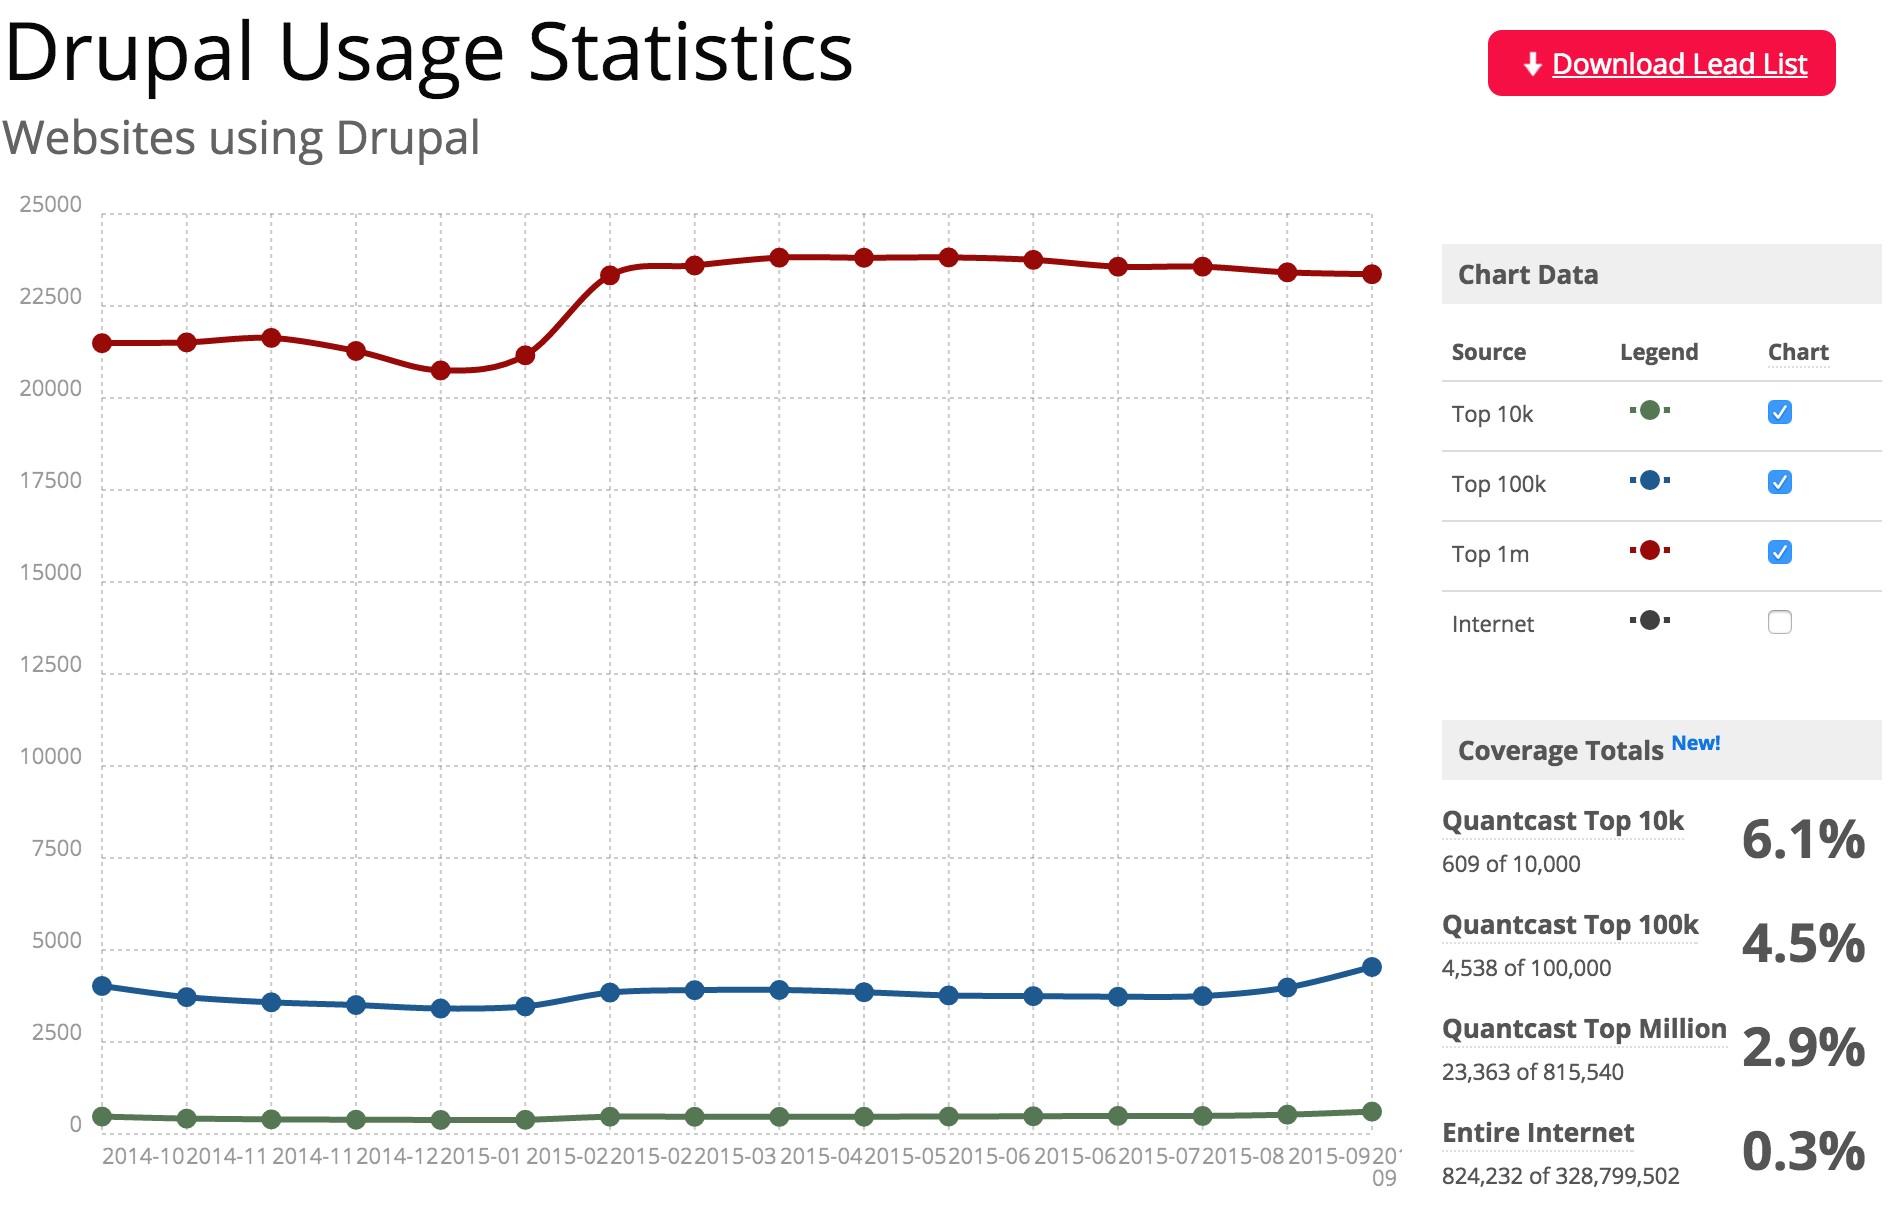 Drupal Usage Statistics
Download Lead List
Websites using Drupal
25000
22500
20000
17500
15000
12500
10000
7500
5000
2500
0
2014-10 2014-11 2014-11 2014-12 2015-01 2015-02 2015-02 2015-03 2015-04 2015-05 2015-06 2015-06 2015-07 2015-08 2015-09
09
Chart Data
Source Legend Chart
Top 10k
Top 100k
Top 1m
Internet
Coverage Totals New!
Quantcast Top 10k
609 of 10,000
6.1%
Quantcast Top 100k
4,538 of 100,000
4.5%
Quantcast Top Million
23,363 of 815,540
2.9%
Entire Internet
824,232 of 328,799,502
0.3%